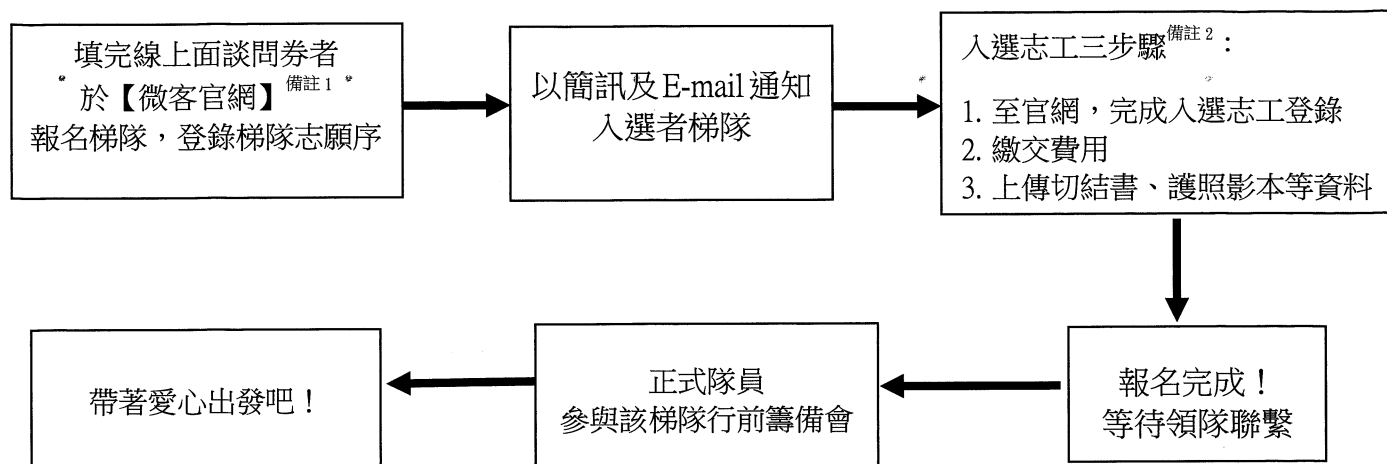 填完線上面談問券者
於【微客官網】備註1
報名梯隊，登錄梯隊志願序
以簡訊及E-mail通知
入選者梯隊
入選志工三步驟備註2：
1. 至官網，完成入選志工登錄
2. 繳交費用
3. 上傳切結書、護照影本等資料
報名完成！
等待領隊聯繫
正式隊員
參與該梯隊行前籌備會
帶著愛心出發吧！